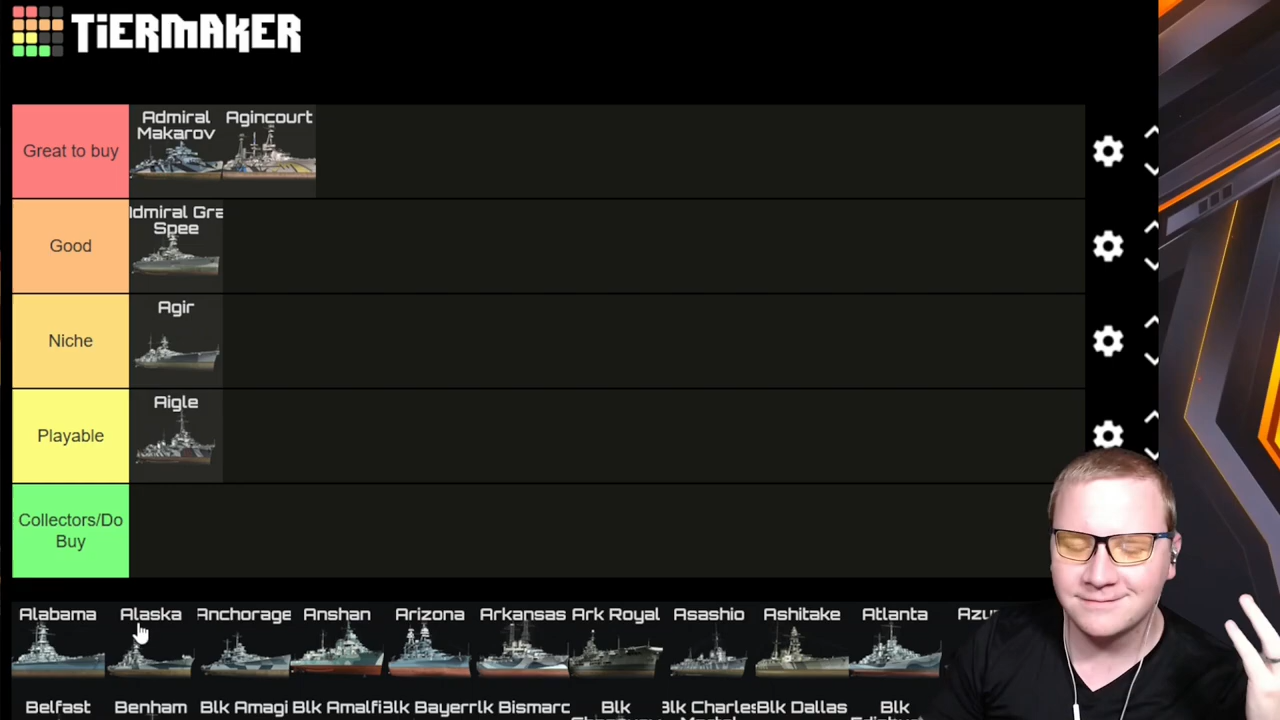 TIERMAKER
Great to buy
Admiral
Makarov
Agincourt
Good
dmiral Gra
Spee
Niche
Agir
Playable
Aigle
Collectors/Do
Buy
Alabama Alaska Anchorage Anshan Arizona Arkansas Ark Royal Asashio Ashitake Atlanta Azu
Belfast Benham Blk Amagi Blk Amalfi Blk Bayern lk Bismarc Blk Blk Charles Blk Dallas Blk